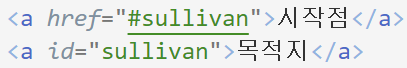 <a href="#sullivan">시작점</a>
<a id="sullivan">목적지</a>